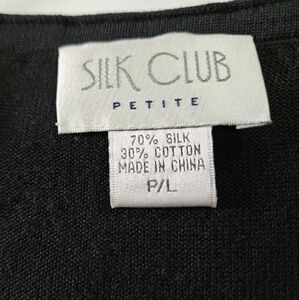 SILK CLUB
PETITE
70% SILK
30% COTTON
MADE IN CHINA
P/L